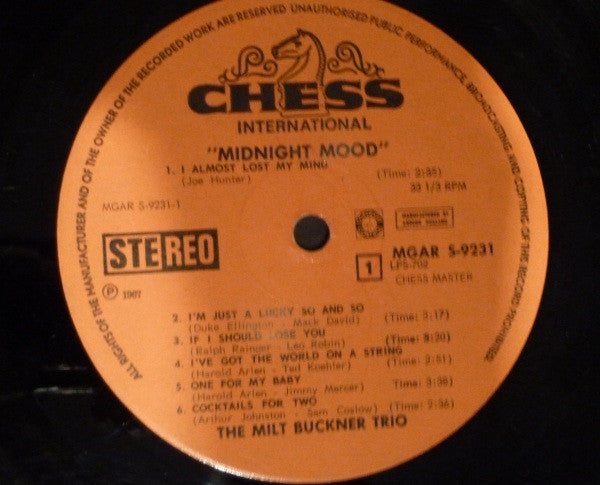 ALL RIGHTS OF THE MANUFACTURER AND OF THE OWNER OF THE RECORDED WORK ARE RESERVED UNAUTHORISED PUBLIC PERFORMANCE, BROADCASTING AND COPYING OF THIS RECORD PROHIBITED
CHESS
INTERNATIONAL
"MIDNIGHT MOOD"
1. I ALMOST LOST MY MIND (Time: 2:35)
(Joe Hunter) 33 1/3 RPM
MGAR S-9231-1
STEREO
MGAR S-9231
1 LPS-702
CHESS MASTER
℗ 1967
2. I'M JUST A LUCKY SO AND SO
(Duke Ellington - Mack David) (Time: 3:17)
3. IF I SHOULD LOSE YOU
(Ralph Rainger - Leo Robin) (Time: 3:20)
4. I'VE GOT THE WORLD ON A STRING
(Harold Arlen - Ted Koehler) (Time: 2:51)
5. ONE FOR MY BABY
(Harold Arlen - Jimmy Mercer) (Time: 3:38)
6. COCKTAILS FOR TWO
(Arthur Johnston - Sam Coslow) (Time: 2:36)
THE MILT BUCKNER TRIO